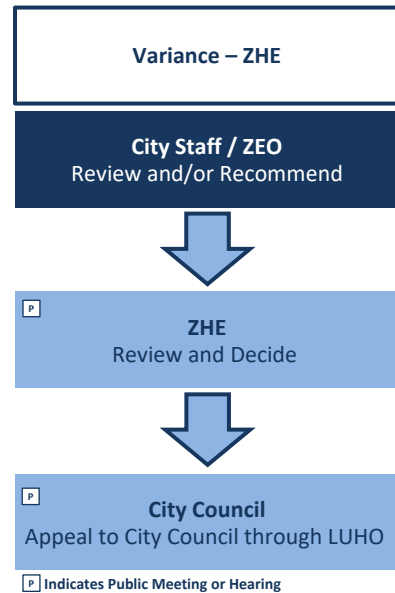 Variance – ZHE
City Staff / ZEO
Review and/or Recommend
P
ZHE
Review and Decide
P
City Council
Appeal to City Council through LUHO
P Indicates Public Meeting or Hearing